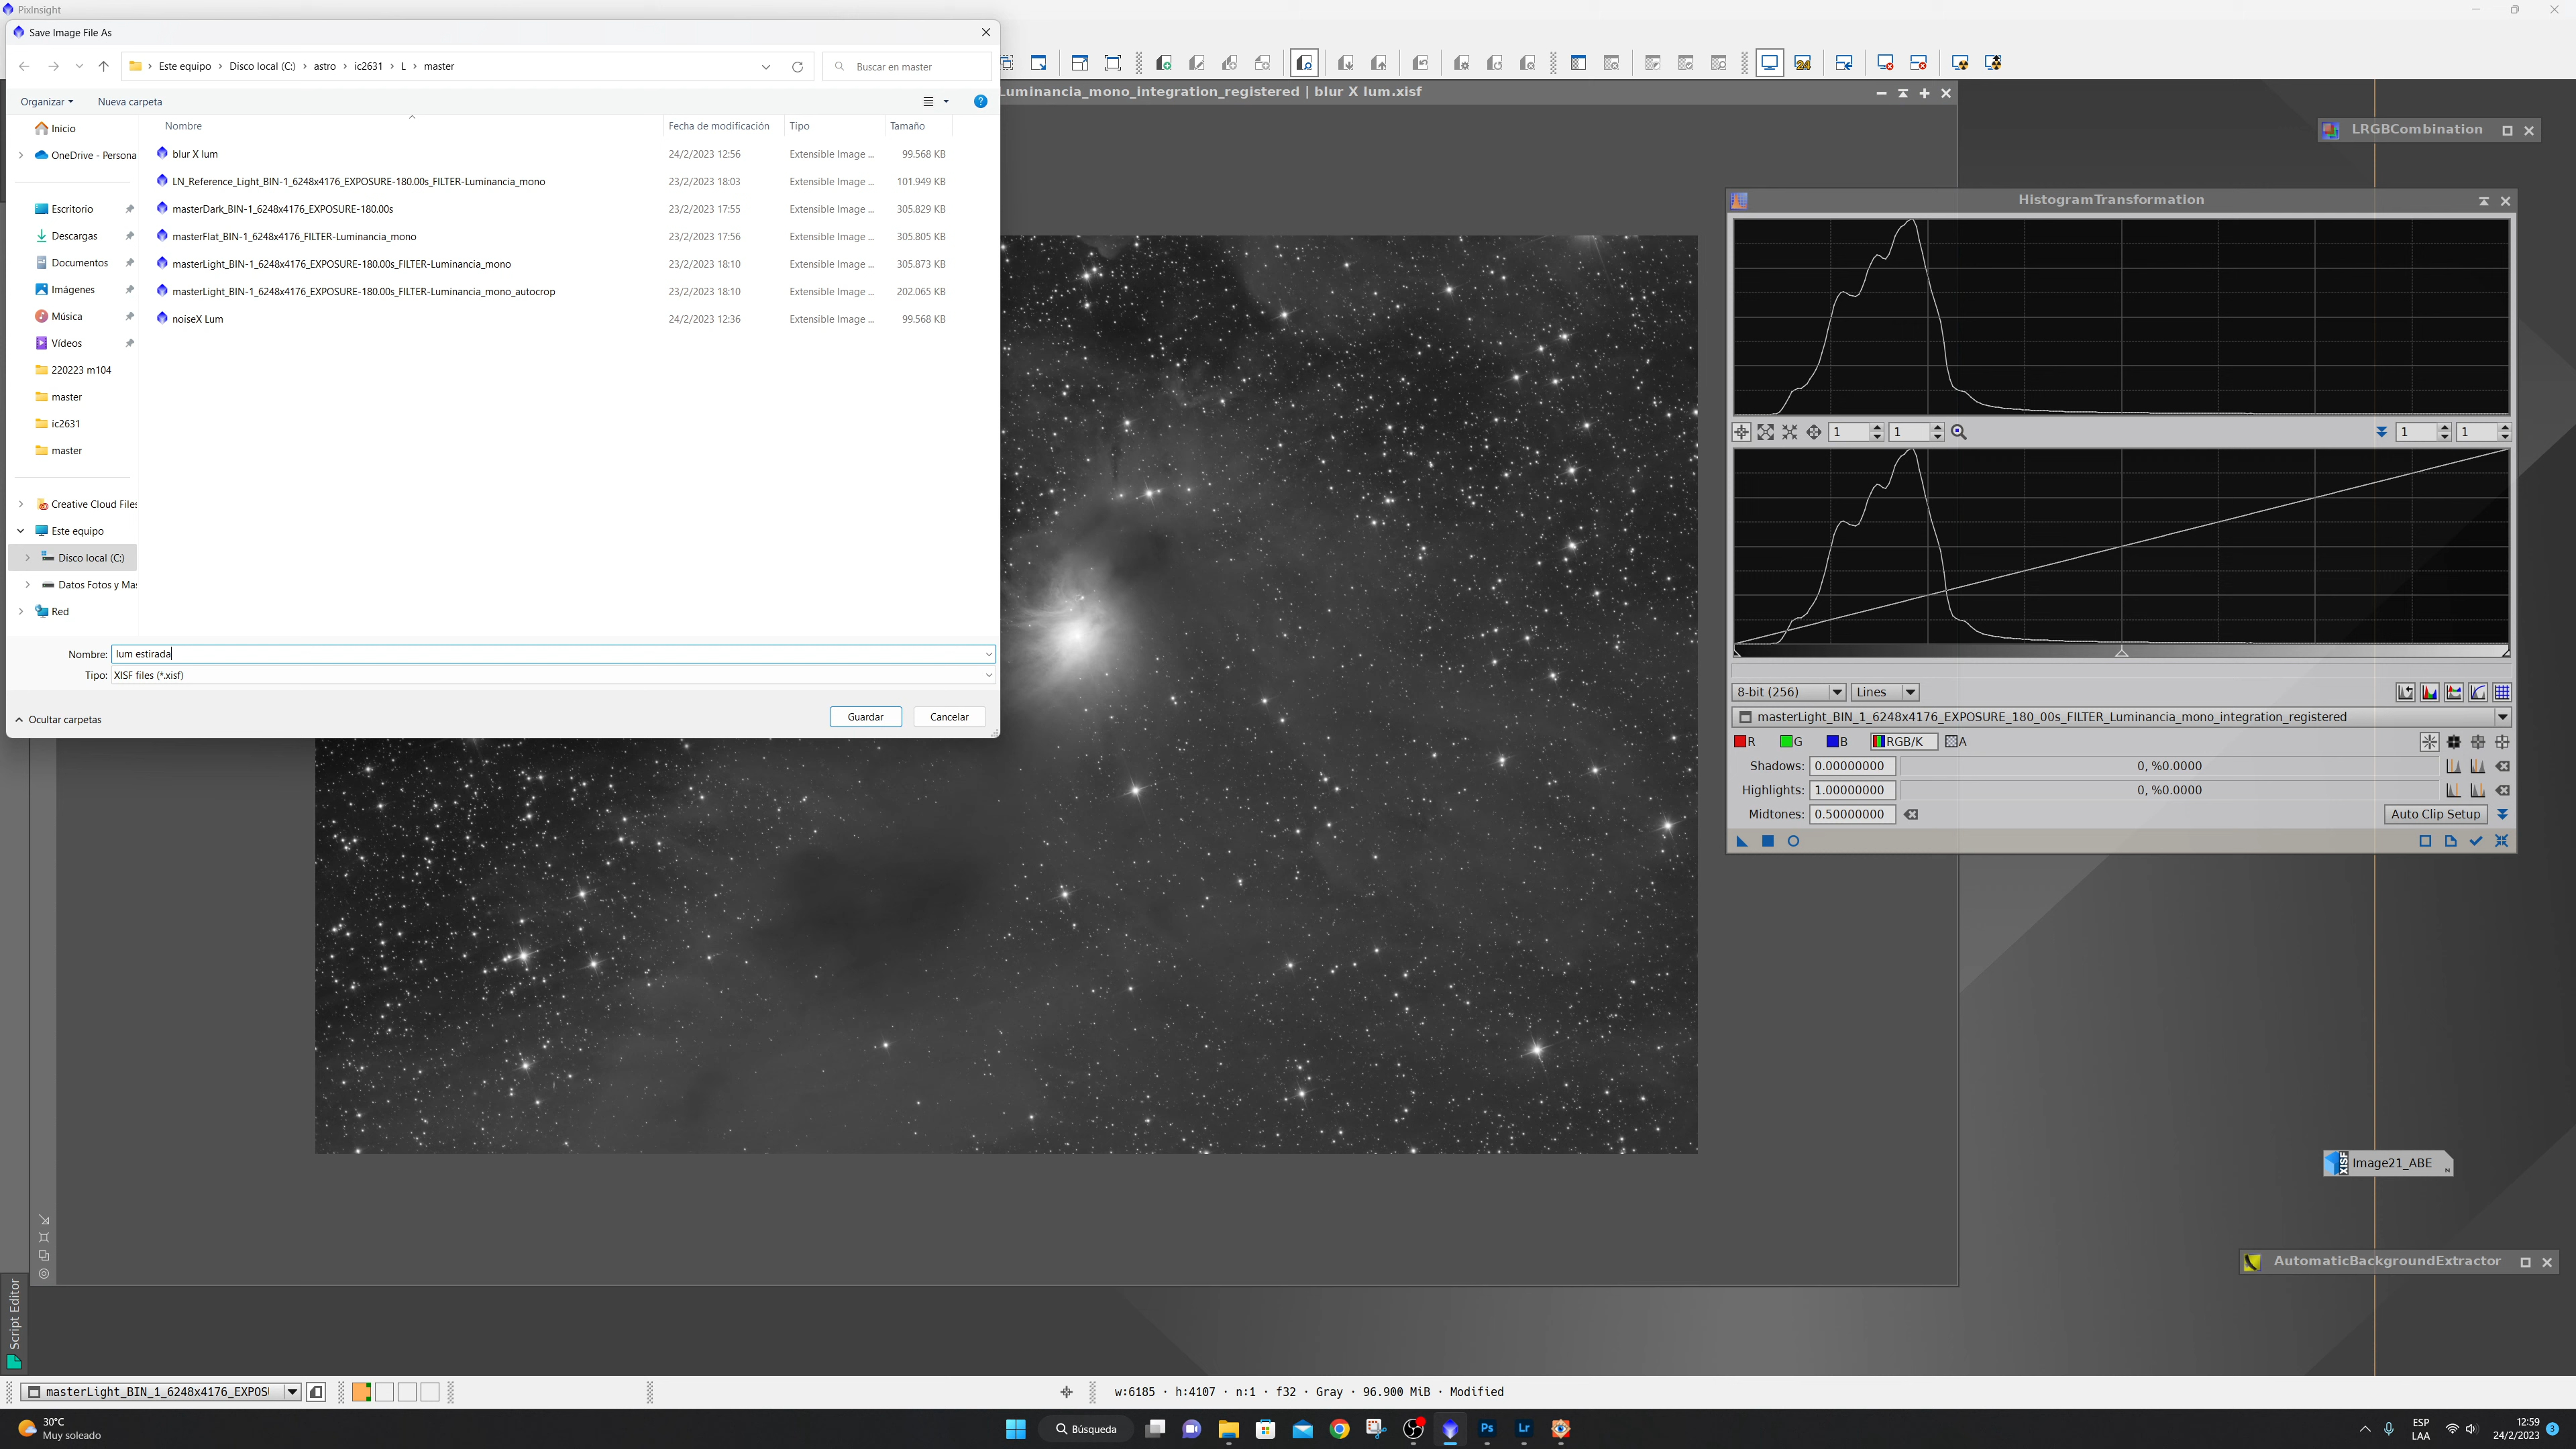 PixInsight
Save Image File As
Este equipo > Disco local (C:) > astro > ic2631 > L > master
Buscar en master
Organizar
Nueva carpeta
Nombre
Fecha de modificación
Tipo
Tamaño
Inicio
OneDrive - Persona
Escritorio
Descargas
Documentos
Imágenes
Música
Vídeos
220223 m104
master
ic2631
master
Creative Cloud Files
Este equipo
Disco local (C:)
Datos Fotos y Mas
Red
blur X lum 24/2/2023 12:56 Extensible Image ... 99.568 KB
LN_Reference_Light_BIN-1_6248x4176_EXPOSURE-180.00s_FILTER-Luminancia_mono 23/2/2023 18:03 Extensible Image ... 101.949 KB
masterDark_BIN-1_6248x4176_EXPOSURE-180.00s 23/2/2023 17:55 Extensible Image ... 305.829 KB
masterFlat_BIN-1_6248x4176_FILTER-Luminancia_mono 23/2/2023 17:56 Extensible Image ... 305.805 KB
masterLight_BIN-1_6248x4176_EXPOSURE-180.00s_FILTER-Luminancia_mono 23/2/2023 18:10 Extensible Image ... 305.873 KB
masterLight_BIN-1_6248x4176_EXPOSURE-180.00s_FILTER-Luminancia_mono_autocrop 23/2/2023 18:10 Extensible Image ... 202.065 KB
noiseX Lum 24/2/2023 12:36 Extensible Image ... 99.568 KB
Nombre: lum estirada
Tipo: XISF files (*.xisf)
Ocultar carpetas
Guardar
Cancelar
24
Luminancia_mono_integration_registered | blur X lum.xisf
LRGBCombination
HistogramTransformation
1 1 1 1
8-bit (256) Lines
masterLight_BIN_1_6248x4176_EXPOSURE_180_00s_FILTER_Luminancia_mono_integration_registered
R G B RGB/K A
Shadows: 0.00000000 0, %0.0000
Highlights: 1.00000000 0, %0.0000
Midtones: 0.50000000 Auto Clip Setup
XISF Image21_ABE N
AutomaticBackgroundExtractor
Script Editor
masterLight_BIN_1_6248x4176_EXPOS
w:6185 · h:4107 · n:1 · f32 · Gray · 96.900 MiB · Modified
30°C
Muy soleado
Búsqueda
Ps
Lr
ESP
LAA
12:59
24/2/2023
3